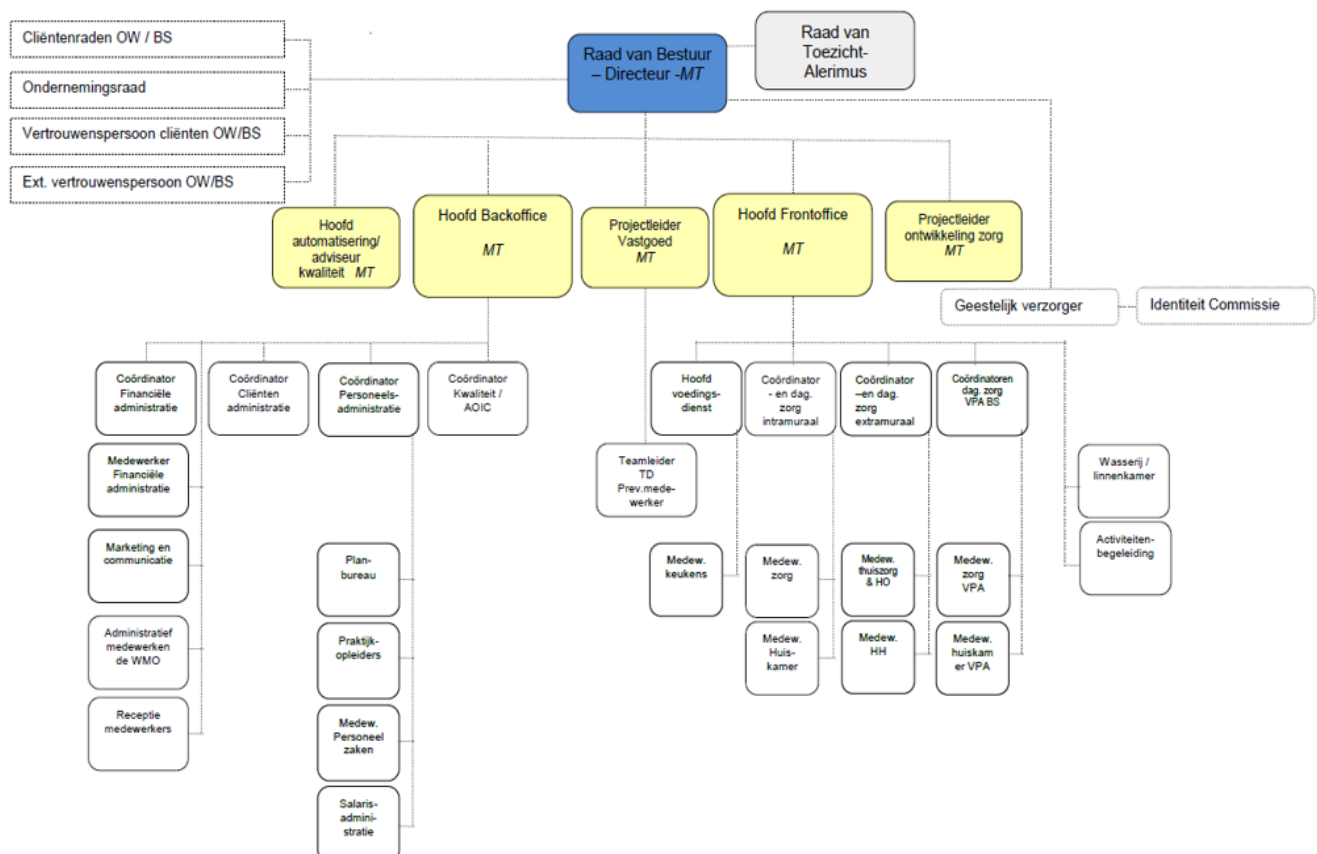 Cliëntenraden OW / BS
Ondernemingsraad
Vertrouwenspersoon cliënten OW/BS
Ext. vertrouwenspersoon OW/BS
Raad van Bestuur
– Directeur -MT
Raad van
Toezicht-
Alerimus
Hoofd
automatisering/
adviseur
kwaliteit MT
Hoofd Backoffice
MT
Projectleider
Vastgoed
MT
Hoofd Frontoffice
MT
Projectleider
ontwikkeling zorg
MT
Geestelijk verzorger
Identiteit Commissie
Coördinator
Financiële
administratie
Coördinator
Cliënten
administratie
Coördinator
Personeels-
administratie
Coördinator
Kwaliteit /
AOIC
Hoofd
voedings-
dienst
Coördinator
- en dag.
zorg
intramuraal
Coördinator
–en dag.
zorg
extramuraal
Coördinatoren
dag. zorg
VPA BS
Medewerker
Financiële
administratie
Teamleider
TD
Prev.mede-
werker
Wasserij /
linnenkamer
Marketing en
communicatie
Plan-
bureau
Medew.
keukens
Medew.
zorg
Medew.
thuiszorg
& HO
Medew.
zorg
VPA
Activiteiten-
begeleiding
Administratief
medewerken
de WMO
Praktijk-
opleiders
Medew.
Huis-
kamer
Medew.
HH
Medew.
huiskam
er VPA
Receptie
medewerkers
Medew.
Personeel
zaken
Salaris-
admini-
stratie